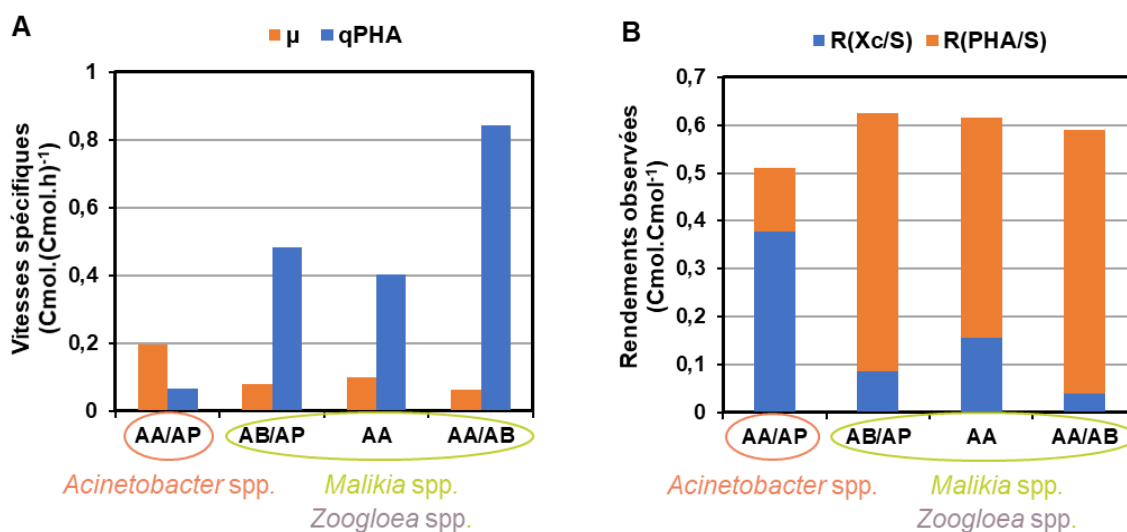 A
μ qPHA
Vitesses spécifiques
(Cmol.(Cmol.h)-1)
1
0,8
0,6
0,4
0,2
0
AA/AP AB/AP AA AA/AB
Acinetobacter spp. Malikia spp.
Zoogloea spp.
B
R(Xc/S) R(PHA/S)
Rendements observées
(Cmol.Cmol-1)
0,7
0,6
0,5
0,4
0,3
0,2
0,1
0
AA/AP AB/AP AA AA/AB
Acinetobacter spp. Malikia spp.
Zoogloea spp.